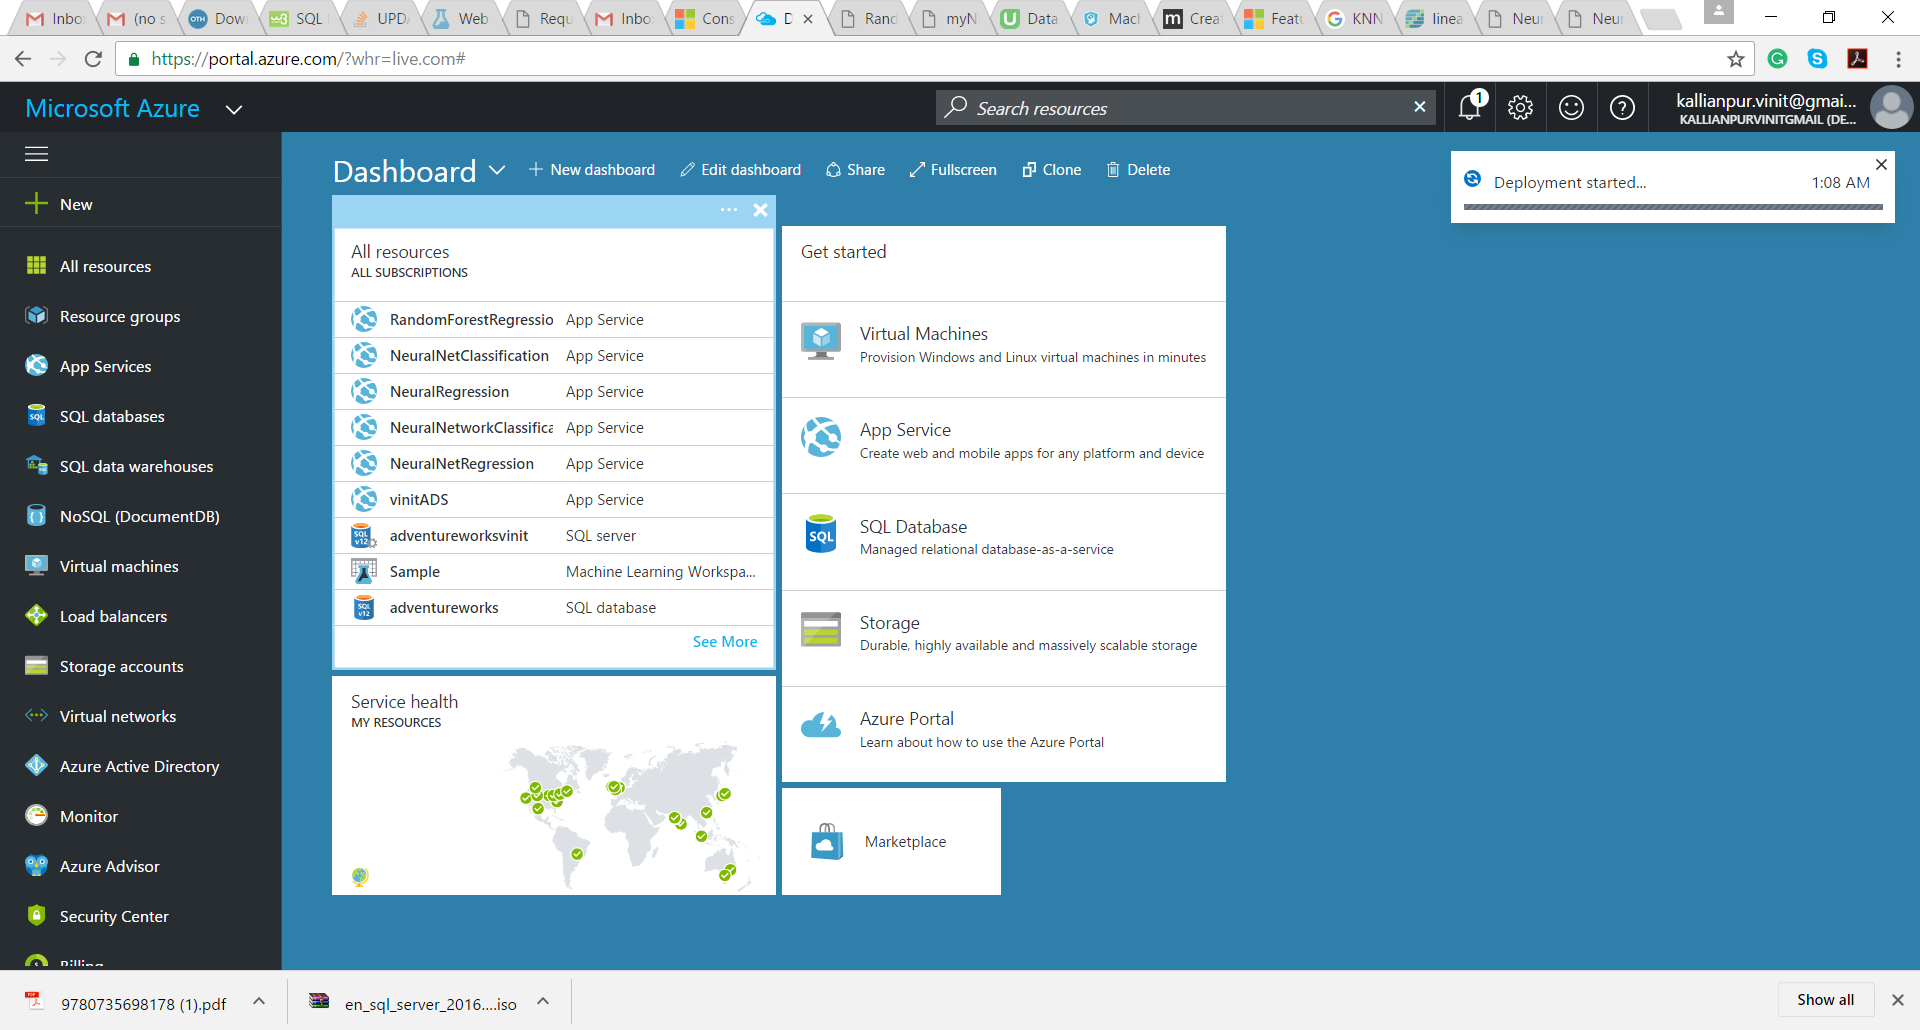 Inbo
(no s
Dow
SQL
UPD
Web
Requ
Inbo
Cons
D
Rand
myN
Data
Mach
Crea
Featu
KNN
linea
Neur
Neur
https://portal.azure.com/?whr=live.com#
Microsoft Azure
Search resources
1
kallianpur.vinit@gmai...
KALLIANPURVINITGMAIL (DE...
New
All resources
Resource groups
App Services
SQL databases
SQL data warehouses
NoSQL (DocumentDB)
Virtual machines
Load balancers
Storage accounts
Virtual networks
Azure Active Directory
Monitor
Azure Advisor
Security Center
Billing
Dashboard
New dashboard
Edit dashboard
Share
Fullscreen
Clone
Delete
Deployment started... 1:08 AM
All resources
ALL SUBSCRIPTIONS
RandomForestRegressio App Service
NeuralNetClassification App Service
NeuralRegression App Service
NeuralNetworkClassifica App Service
NeuralNetRegression App Service
vinitADS App Service
adventureworksvinit SQL server
Sample Machine Learning Workspa...
adventureworks SQL database
See More
Service health
MY RESOURCES
Get started
Virtual Machines
Provision Windows and Linux virtual machines in minutes
App Service
Create web and mobile apps for any platform and device
SQL Database
Managed relational database-as-a-service
Storage
Durable, highly available and massively scalable storage
Azure Portal
Learn about how to use the Azure Portal
Marketplace
9780735698178 (1).pdf
en_sql_server_2016....iso
Show all